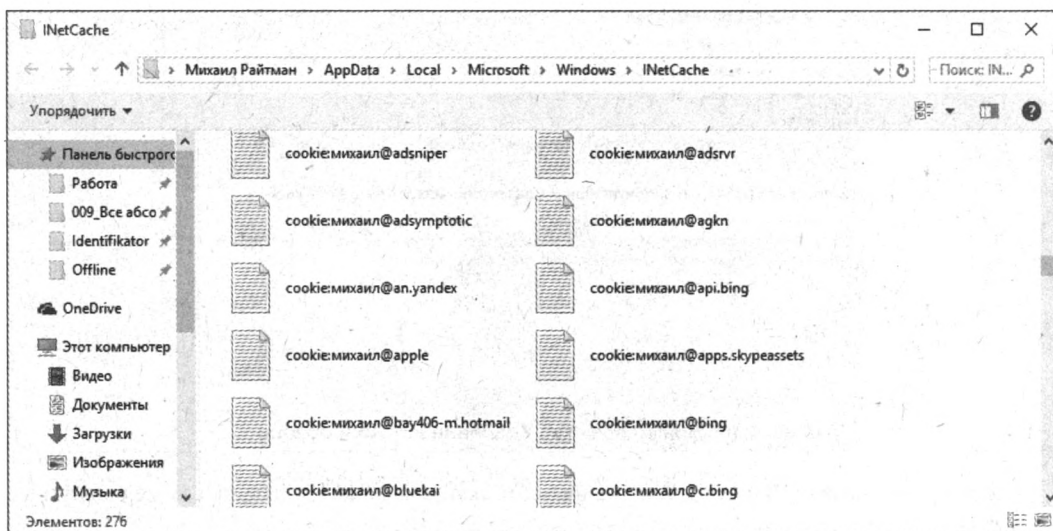 INetCache
Михаил Райтман > AppData > Local > Microsoft > Windows > INetCache
Поиск: IN...
Упорядочить
Панель быстрого
Работа
009_Все абсо
Identifikator
Offline
OneDrive
Этот компьютер
Видео
Документы
Загрузки
Изображения
Музыка
cookie:михаил@adsniper
cookie:михаил@adsrvr
cookie:михаил@adsymptotic
cookie:михаил@agkn
cookie:михаил@an.yandex
cookie:михаил@api.bing
cookie:михаил@apple
cookie:михаил@apps.skypeassets
cookie:михаил@bay406-m.hotmail
cookie:михаил@bing
cookie:михаил@bluekai
cookie:михаил@c.bing
Элементов: 276